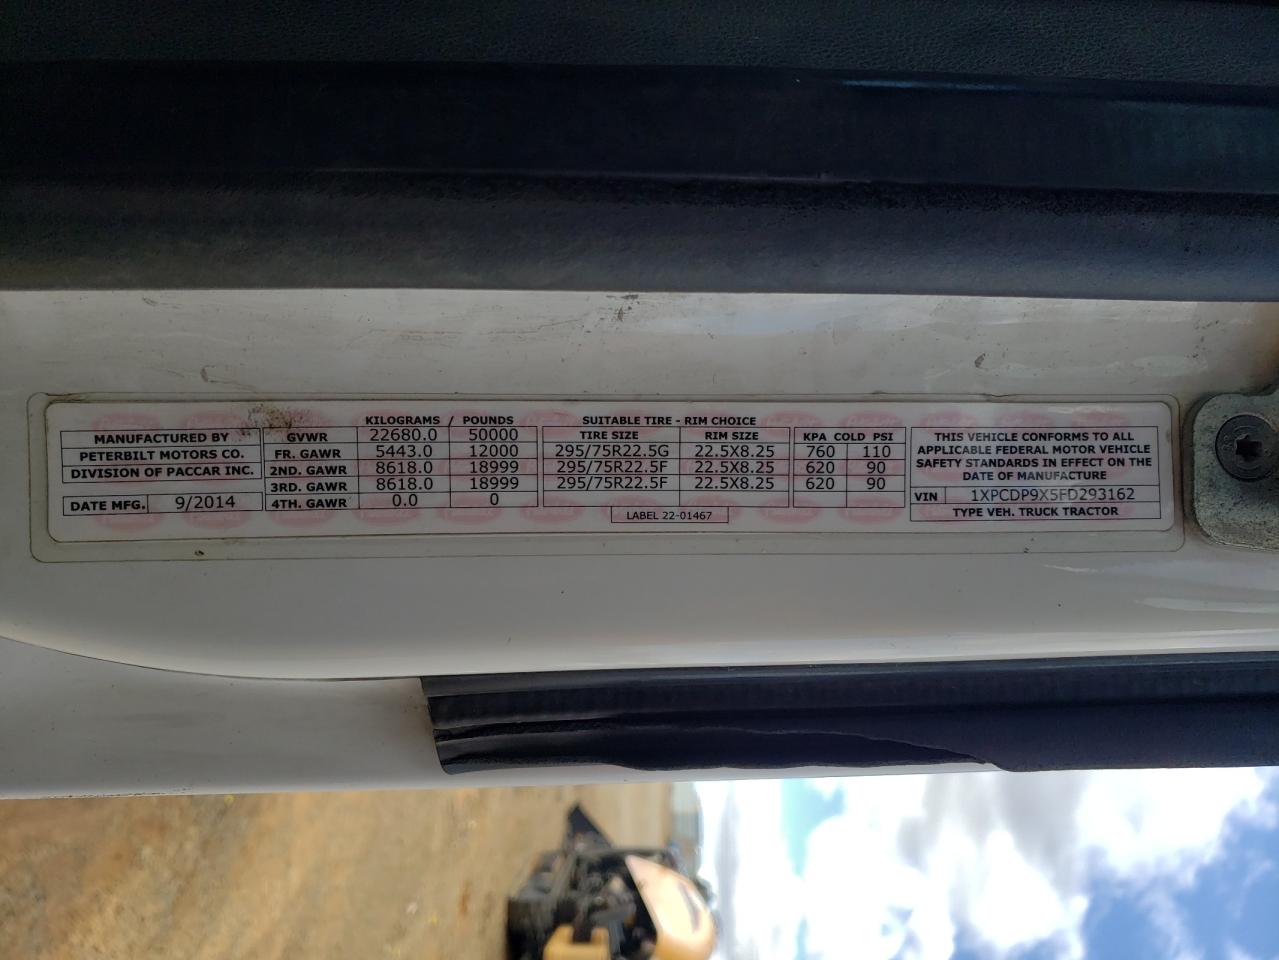 MANUFACTURED BY
PETERBILT MOTORS CO.
DIVISION OF PACCAR INC.
DATE MFG. 9/2014
KILOGRAMS / POUNDS
GVWR 22680.0 50000
FR. GAWR 5443.0 12000
2ND. GAWR 8618.0 18999
3RD. GAWR 8618.0 18999
4TH. GAWR 0.0 0
SUITABLE TIRE - RIM CHOICE
TIRE SIZE RIM SIZE KPA COLD PSI
295/75R22.5G 22.5X8.25 760 110
295/75R22.5F 22.5X8.25 620 90
295/75R22.5F 22.5X8.25 620 90
LABEL 22-01467
THIS VEHICLE CONFORMS TO ALL
APPLICABLE FEDERAL MOTOR VEHICLE
SAFETY STANDARDS IN EFFECT ON THE
DATE OF MANUFACTURE
VIN 1XPCDP9X5FD293162
TYPE VEH. TRUCK TRACTOR